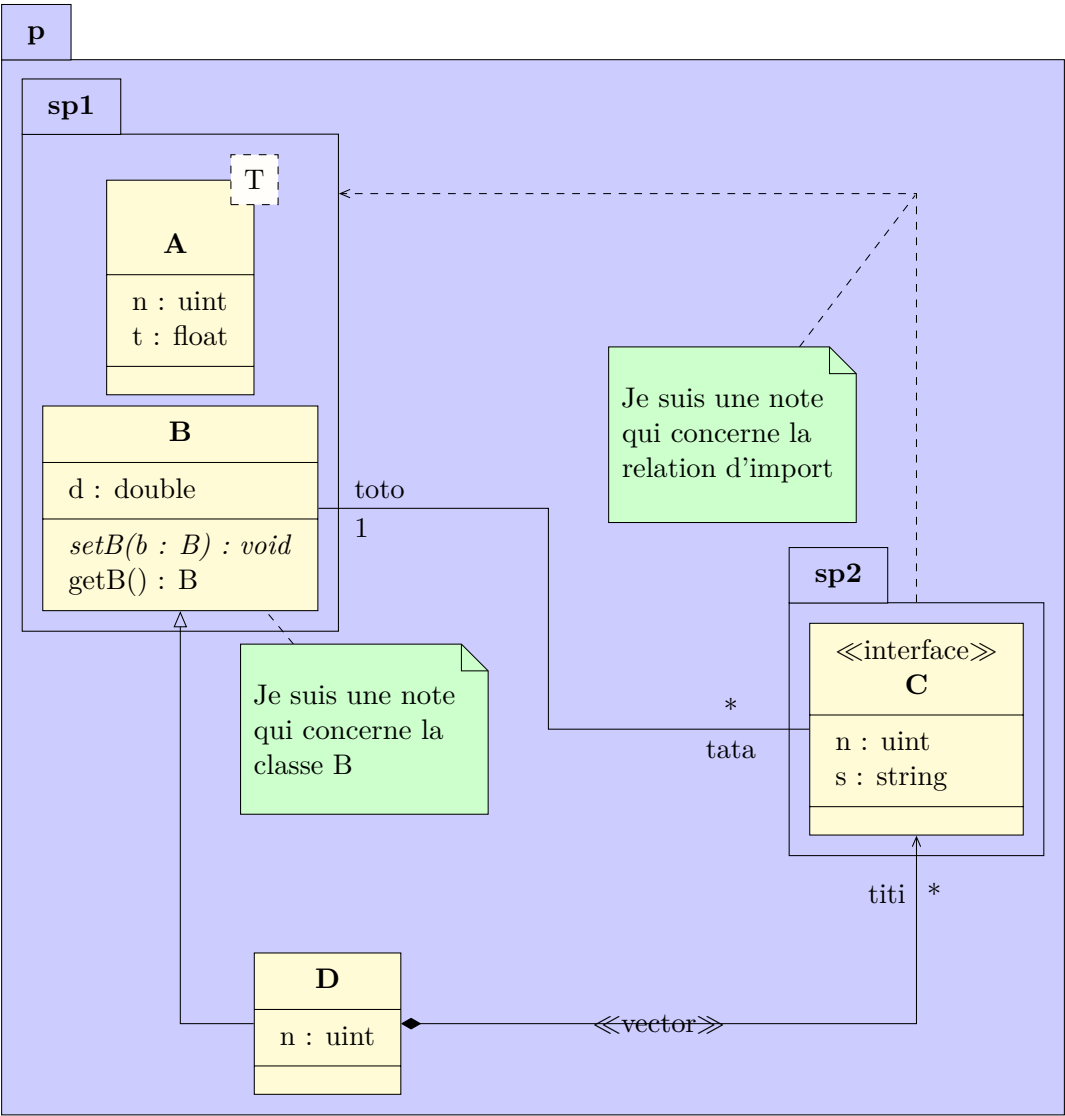 p
sp1
T
A
n : uint
t : float
B
d : double
setB(b : B) : void
getB() : B
toto
1
Je suis une note
qui concerne la
relation d'import
sp2
≪interface≫
C
n : uint
s : string
*
tata
Je suis une note
qui concerne la
classe B
titi *
D
n : uint
≪vector≫